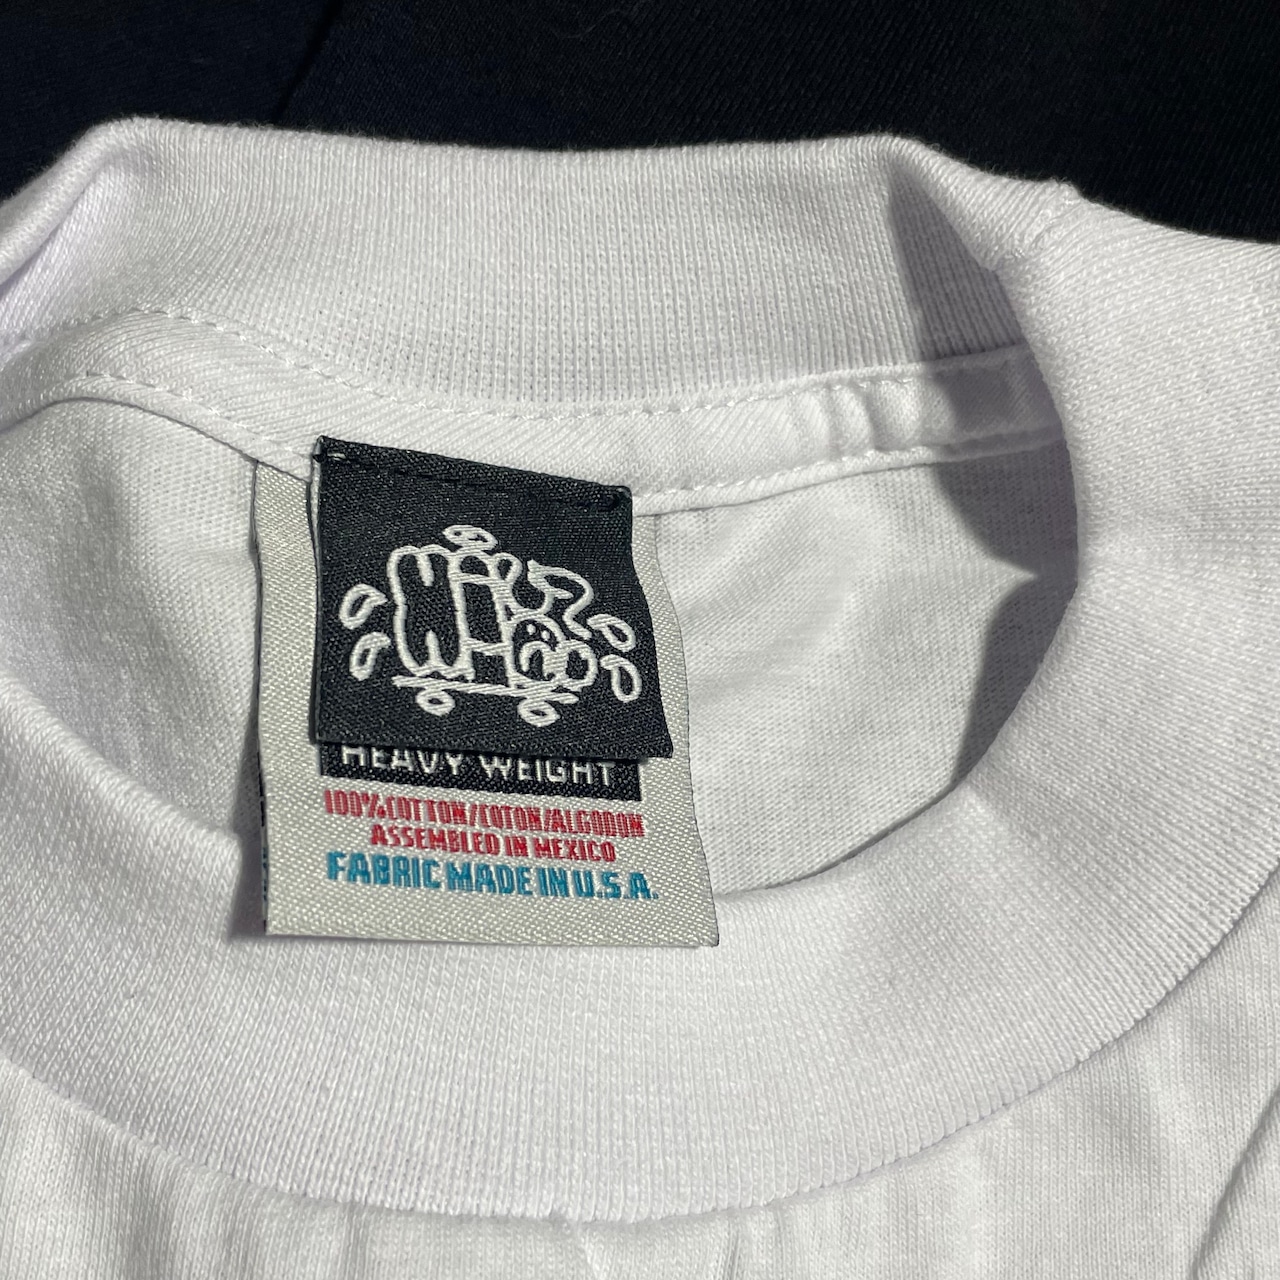 HEAVY WEIGHT
100% COTTON/COTON/ALGODON
ASSEMBLED IN MEXICO
FABRIC MADE IN U.S.A.